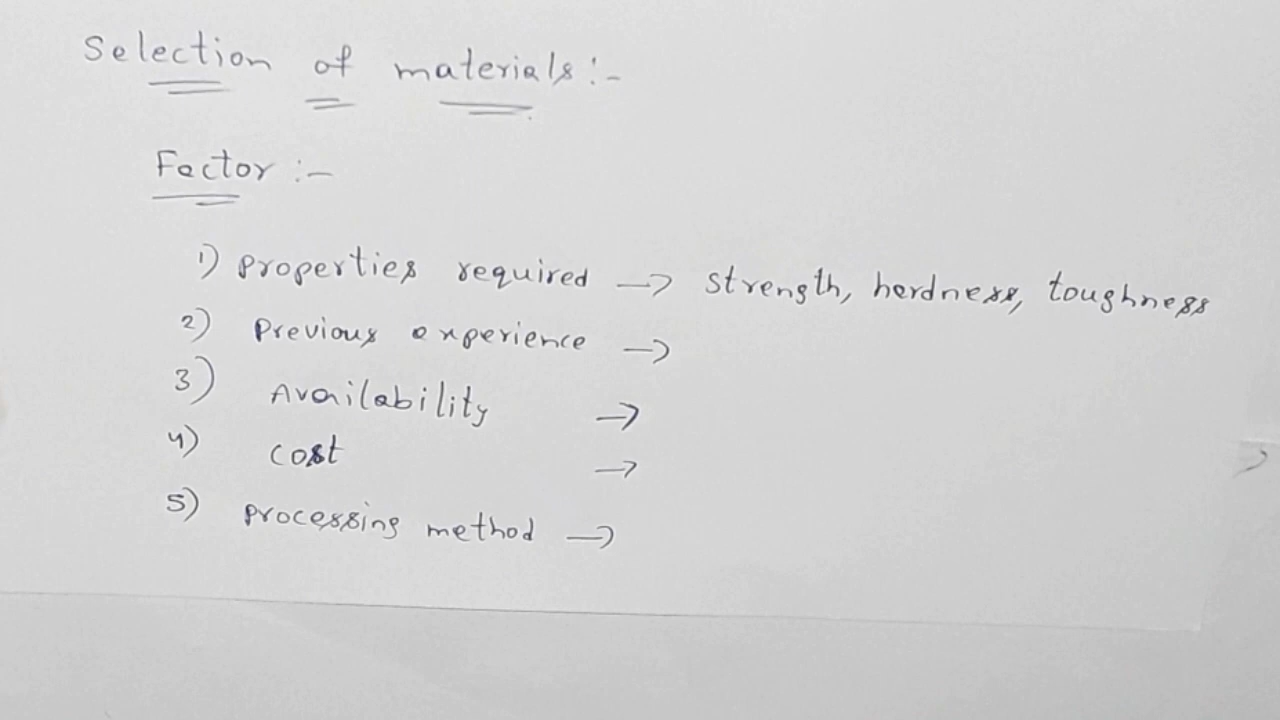 Selection of materials:-
Factor :-
1) properties required → strength, hardness, toughness
2) Previous experience →
3) Availability →
4) cost →
5) processing method →